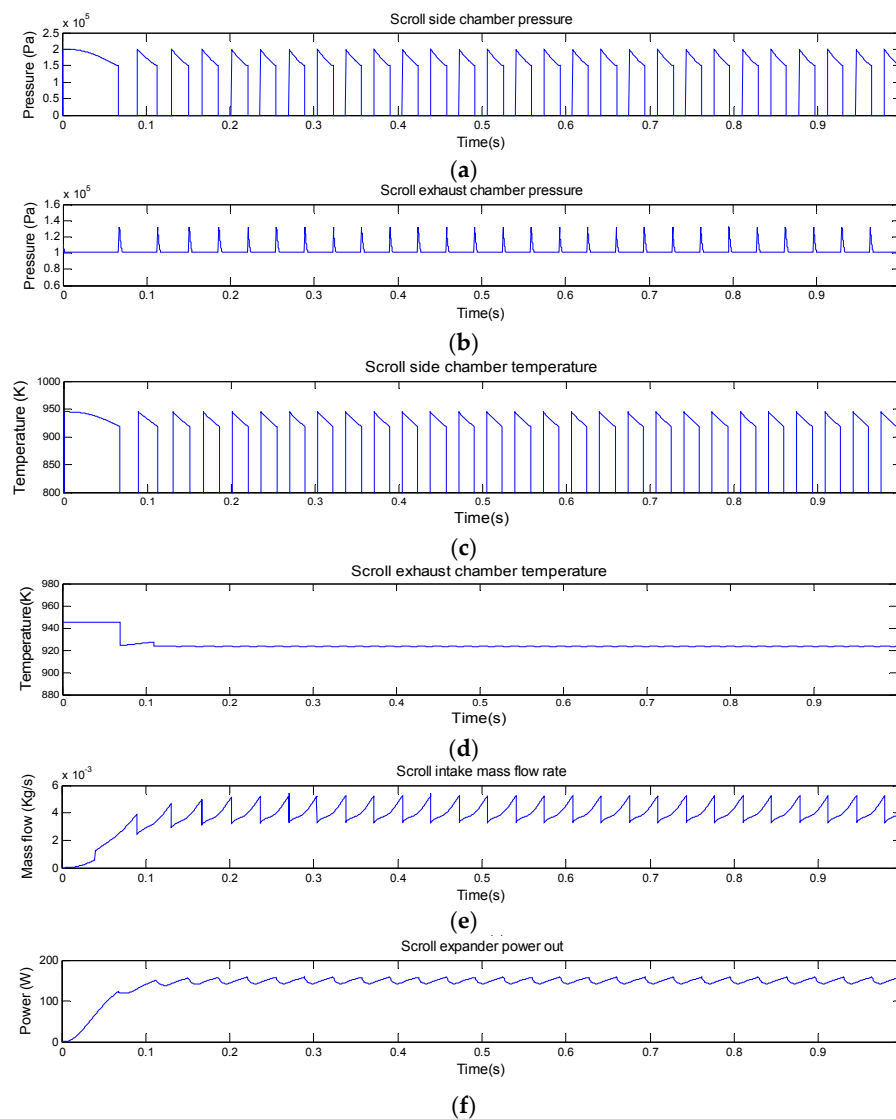 Scroll side chamber pressure
x 10^5
Pressure (Pa)
2.5
2
1.5
1
0.5
0
0 0.1 0.2 0.3 0.4 0.5 0.6 0.7 0.8 0.9
Time(s)
(a)
Scroll exhaust chamber pressure
x 10^5
Pressure (Pa)
1.6
1.4
1.2
1
0.8
0.6
0 0.1 0.2 0.3 0.4 0.5 0.6 0.7 0.8 0.9
Time(s)
(b)
Scroll side chamber temperature
Temperature (K)
1000
950
900
850
800
0 0.1 0.2 0.3 0.4 0.5 0.6 0.7 0.8 0.9
Time(s)
(c)
Scroll exhaust chamber temperature
Temperature(K)
980
960
940
920
900
880
0 0.1 0.2 0.3 0.4 0.5 0.6 0.7 0.8 0.9
Time(s)
(d)
Scroll intake mass flow rate
x 10^-3
Mass flow (Kg/s)
6
4
2
0
0 0.1 0.2 0.3 0.4 0.5 0.6 0.7 0.8 0.9
Time(s)
(e)
Scroll expander power out
Power (W)
200
100
0
0 0.1 0.2 0.3 0.4 0.5 0.6 0.7 0.8 0.9
Time(s)
(f)